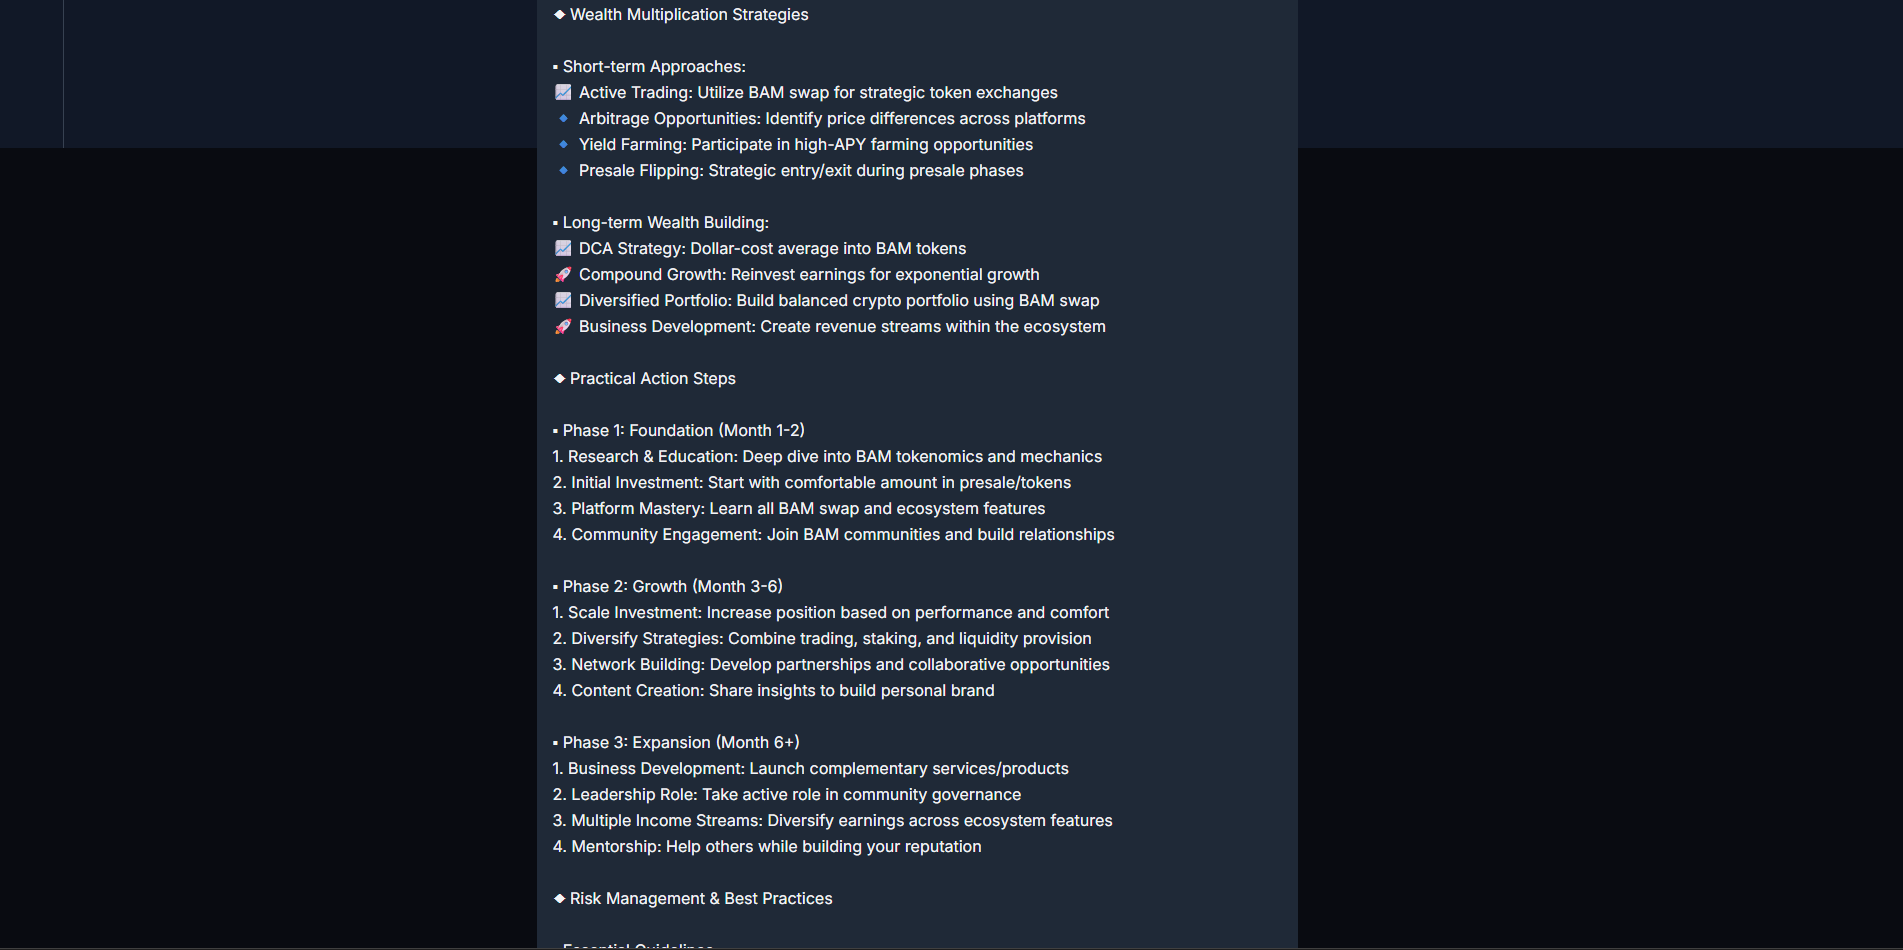 ◆ Wealth Multiplication Strategies
▪ Short-term Approaches:
📈 Active Trading: Utilize BAM swap for strategic token exchanges
🔹 Arbitrage Opportunities: Identify price differences across platforms
🔹 Yield Farming: Participate in high-APY farming opportunities
🔹 Presale Flipping: Strategic entry/exit during presale phases
▪ Long-term Wealth Building:
📈 DCA Strategy: Dollar-cost average into BAM tokens
🚀 Compound Growth: Reinvest earnings for exponential growth
📈 Diversified Portfolio: Build balanced crypto portfolio using BAM swap
🚀 Business Development: Create revenue streams within the ecosystem
◆ Practical Action Steps
▪ Phase 1: Foundation (Month 1-2)
1. Research & Education: Deep dive into BAM tokenomics and mechanics
2. Initial Investment: Start with comfortable amount in presale/tokens
3. Platform Mastery: Learn all BAM swap and ecosystem features
4. Community Engagement: Join BAM communities and build relationships
▪ Phase 2: Growth (Month 3-6)
1. Scale Investment: Increase position based on performance and comfort
2. Diversify Strategies: Combine trading, staking, and liquidity provision
3. Network Building: Develop partnerships and collaborative opportunities
4. Content Creation: Share insights to build personal brand
▪ Phase 3: Expansion (Month 6+)
1. Business Development: Launch complementary services/products
2. Leadership Role: Take active role in community governance
3. Multiple Income Streams: Diversify earnings across ecosystem features
4. Mentorship: Help others while building your reputation
◆ Risk Management & Best Practices